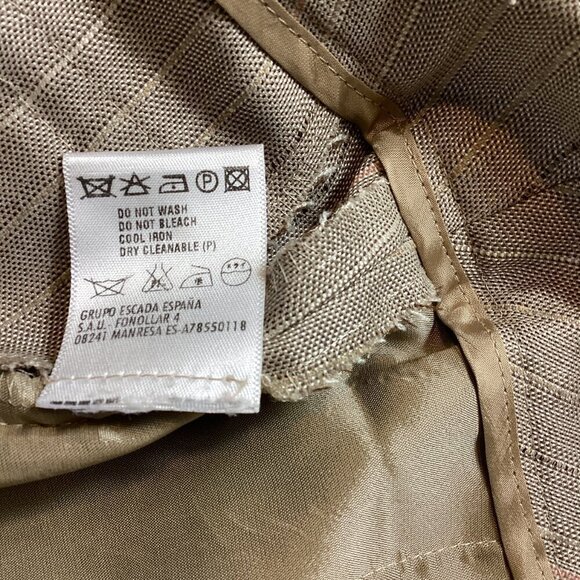 P
DO NOT WASH
DO NOT BLEACH
COOL IRON
DRY CLEANABLE (P)
GRUPO ESCADA ESPAÑA
S.A.U. FONOLLAR 4
08241 MANRESA ES-A78550118